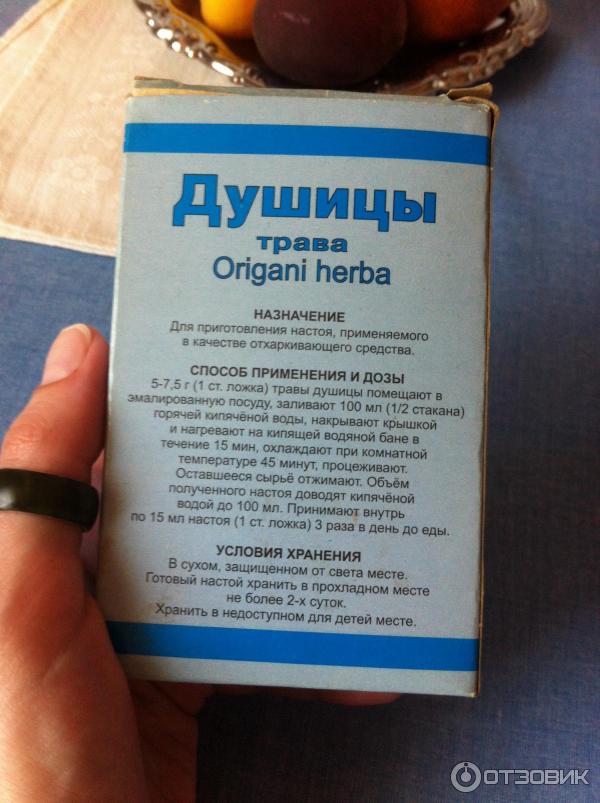 Душицы
трава
Origani herba
НАЗНАЧЕНИЕ
Для приготовления настоя, применяемого
в качестве отхаркивающего средства.
СПОСОБ ПРИМЕНЕНИЯ И ДОЗЫ
5-7,5 г (1 ст. ложка) травы душицы помещают в
эмалированную посуду, заливают 100 мл (1/2 стакана)
горячей кипячёной воды, накрывают крышкой
и нагревают на кипящей водяной бане в
течение 15 мин, охлаждают при комнатной
температуре 45 минут, процеживают.
Оставшееся сырьё отжимают. Объём
полученного настоя доводят кипячёной
водой до 100 мл. Принимают внутрь
по 15 мл настоя (1 ст. ложка) 3 раза в день до еды.
УСЛОВИЯ ХРАНЕНИЯ
В сухом, защищенном от света месте.
Готовый настой хранить в прохладном месте
не более 2-х суток.
Хранить в недоступном для детей месте.
ОТЗОВИК